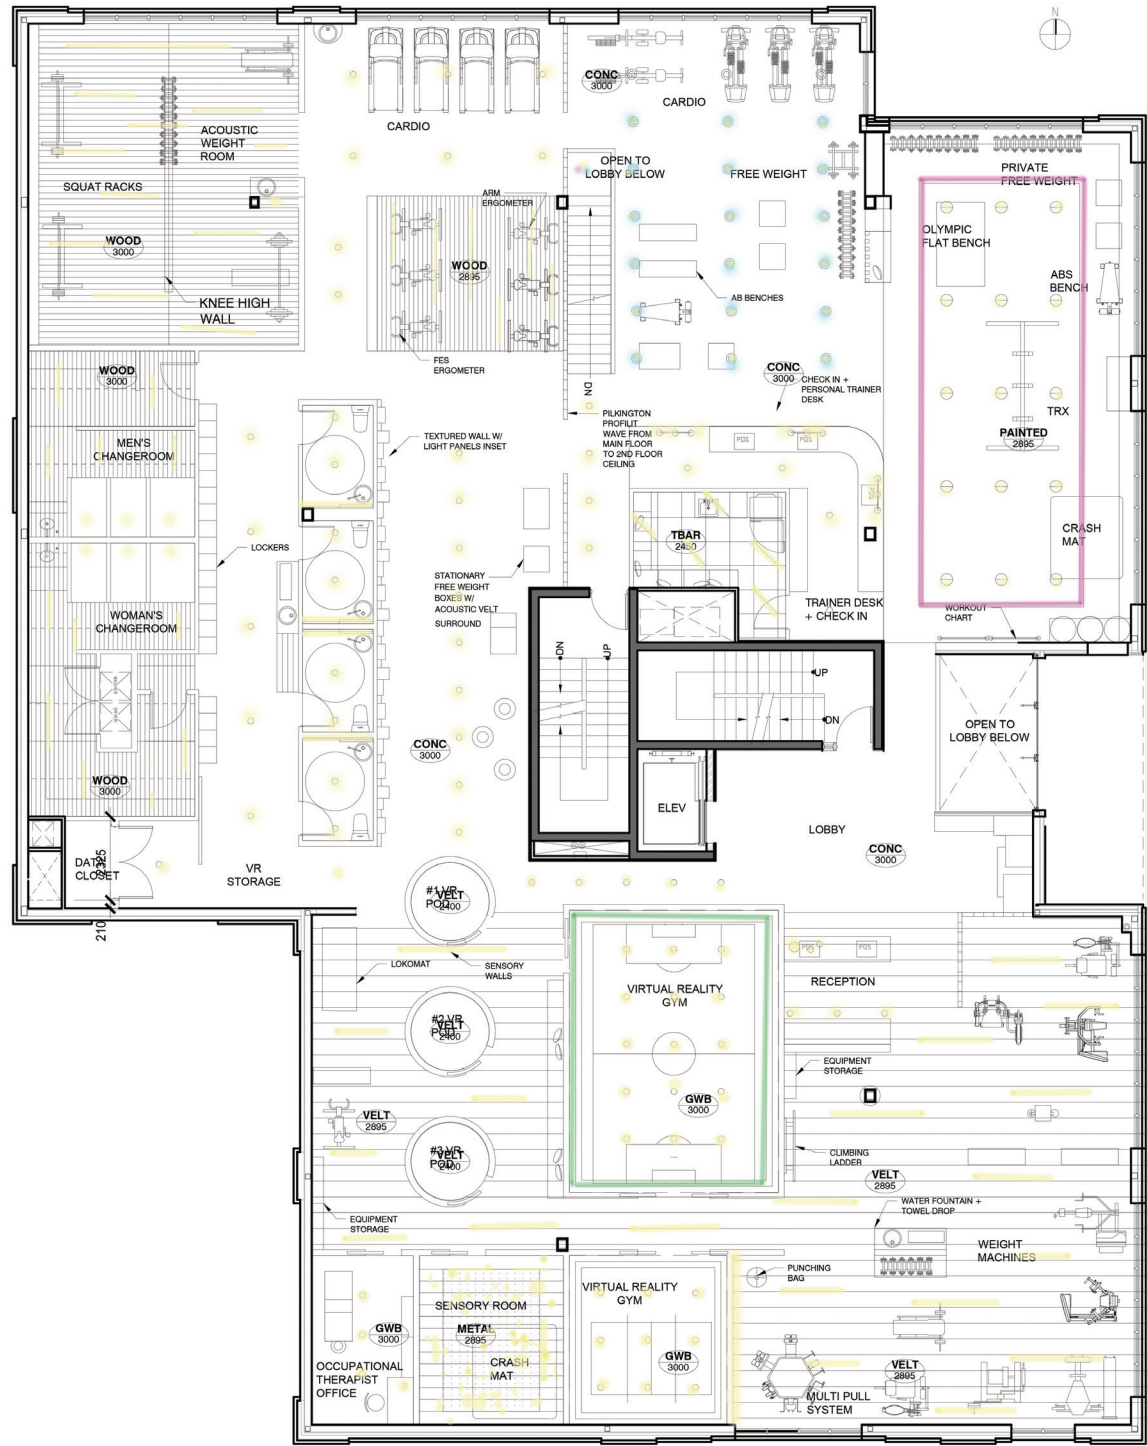 N
CARDIO
CONC
3000
CARDIO
ACOUSTIC
WEIGHT
ROOM
SQUAT RACKS
WOOD
3000
KNEE HIGH
WALL
ARM
ERGOMETER
WOOD
2895
FES
ERGOMETER
OPEN TO
LOBBY BELOW
FREE WEIGHT
AB BENCHES
DN
CONC
3000
CHECK IN +
PERSONAL TRAINER
DESK
PRIVATE
FREE WEIGHT
OLYMPIC
FLAT BENCH
ABS
BENCH
TRX
PAINTED
2895
CRASH
MAT
WORKOUT
CHART
WOOD
3000
MEN'S
CHANGEROOM
LOCKERS
WOMAN'S
CHANGEROOM
WASHER
DRYER
WOOD
3000
TEXTURED WALL W/
LIGHT PANELS INSET
PILKINGTON
PROFILIT
WAVE FROM
MAIN FLOOR
TO 2ND FLOOR
CEILING
POS
POS
POS
TBAR
2450
STATIONARY
FREE WEIGHT
BOXES W/
ACOUSTIC VELT
SURROUND
TRAINER DESK
+ CHECK IN
DN
UP
UP
DN
CONC
3000
ELEV
OPEN TO
LOBBY BELOW
LOBBY
CONC
3000
DATA
CLOSET
2325
210
VR
STORAGE
#1 VR
POD
VELT
2400
LOKOMAT
SENSORY
WALLS
#2 VR
POD
VELT
2400
VELT
2895
#3 VR
POD
VELT
2400
EQUIPMENT
STORAGE
VIRTUAL REALITY
GYM
GWB
3000
POS
POS
RECEPTION
EQUIPMENT
STORAGE
CLIMBING
LADDER
VELT
2895
WATER FOUNTAIN +
TOWEL DROP
WEIGHT
MACHINES
PUNCHING
BAG
SENSORY ROOM
METAL
2895
CRASH
MAT
GWB
3000
OCCUPATIONAL
THERAPIST
OFFICE
VIRTUAL REALITY
GYM
GWB
3000
VELT
2895
MULTI PULL
SYSTEM